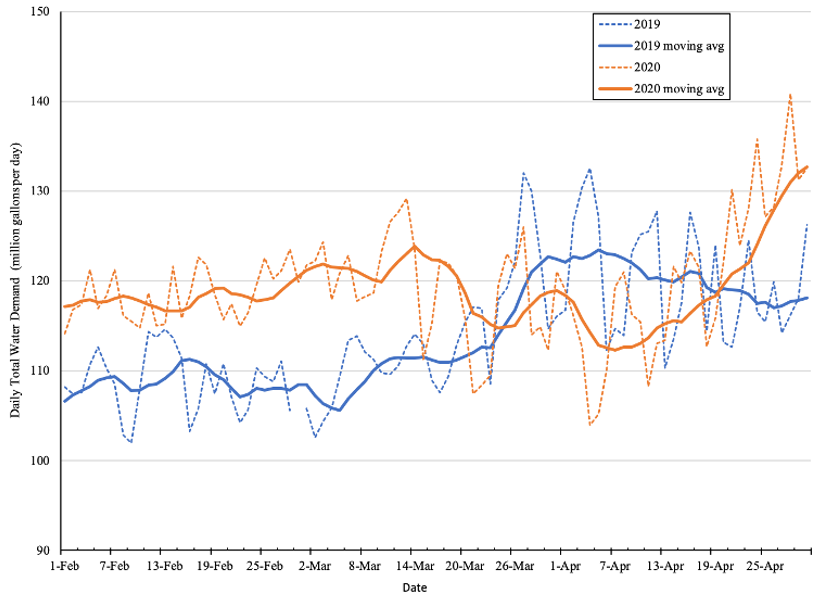 150
140
130
120
110
100
90
Daily Total Water Demand (million gallonsper day)
2019
2019 moving avg
2020
2020 moving avg
1-Feb 7-Feb 13-Feb 19-Feb 25-Feb 2-Mar 8-Mar 14-Mar 20-Mar 26-Mar 1-Apr 7-Apr 13-Apr 19-Apr 25-Apr
Date